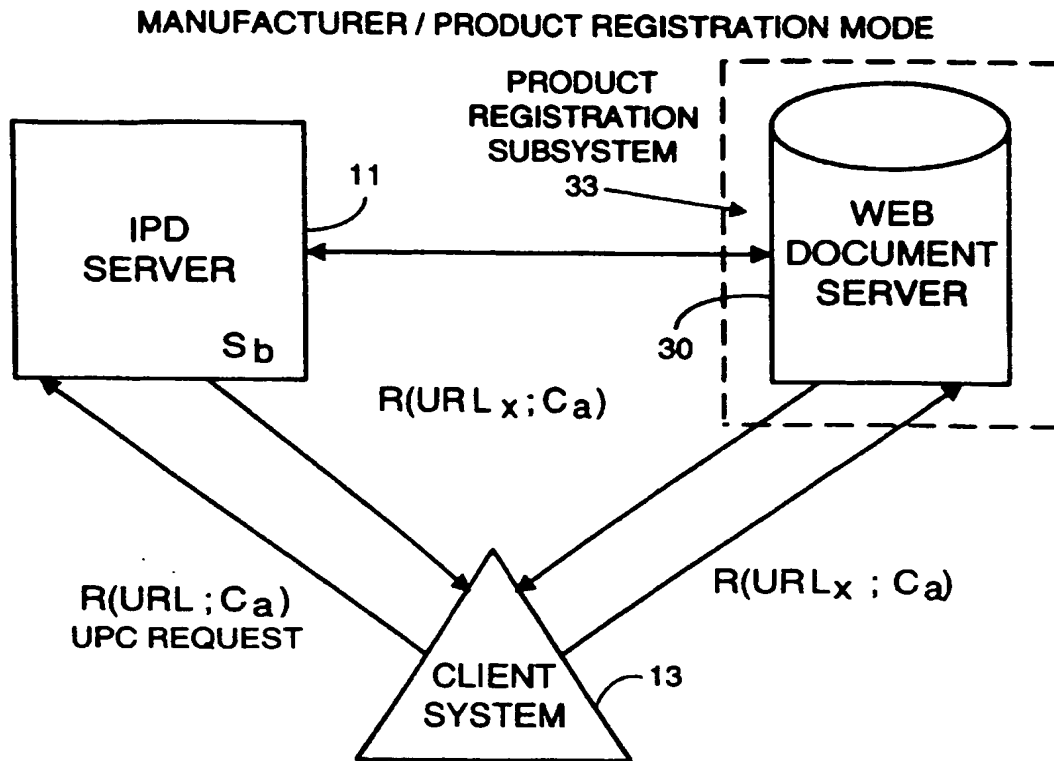 MANUFACTURER / PRODUCT REGISTRATION MODE
PRODUCT
REGISTRATION
SUBSYSTEM
33
11
IPD
SERVER
Sb
WEB
DOCUMENT
SERVER
30
R(URLx; Ca)
R(URL; Ca)
UPC REQUEST
R(URLx; Ca)
CLIENT
SYSTEM
13